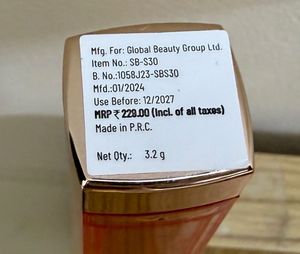 Mfg. For: Global Beauty Group Ltd.
Item No.: SB-S30
B. No.:1058J23-SBS30
Mfd.:01/2024
Use Before: 12/2027
MRP ₹ 229.00 (Incl. of all taxes)
Made in P.R.C.
Net Qty.: 3.2 g